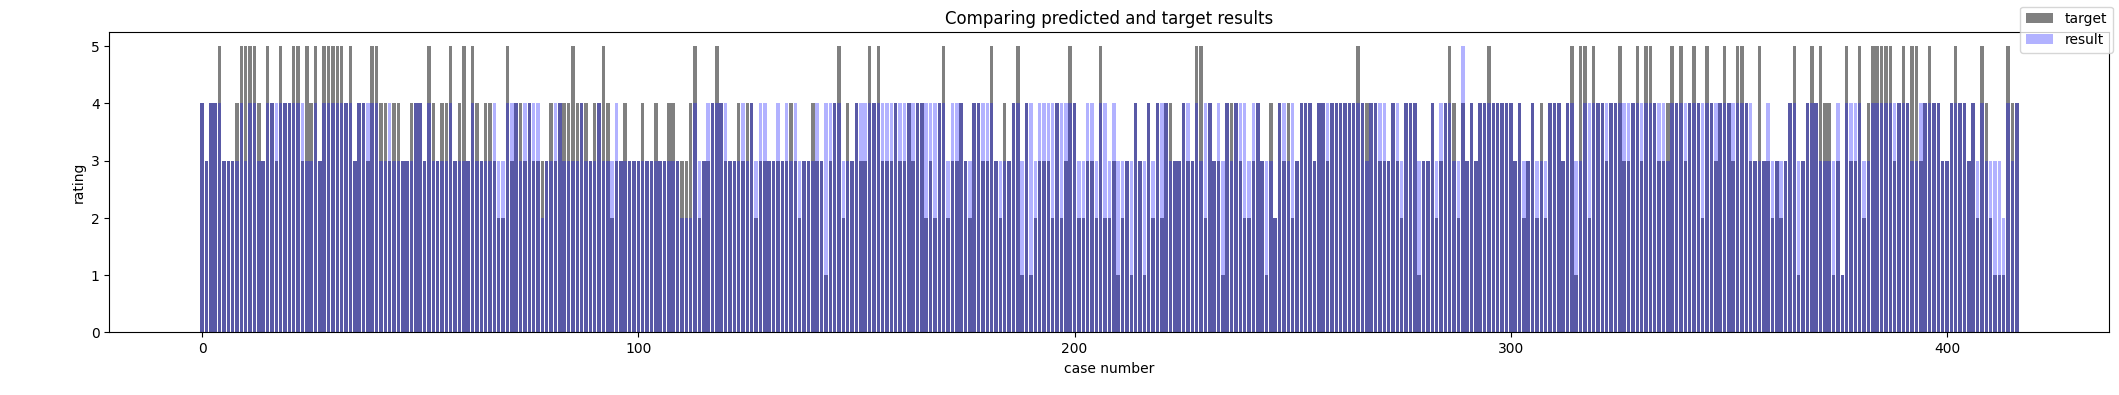 Comparing predicted and target results
target
result
5
4
3
2
1
0
rating
0
100
200
300
400
case number